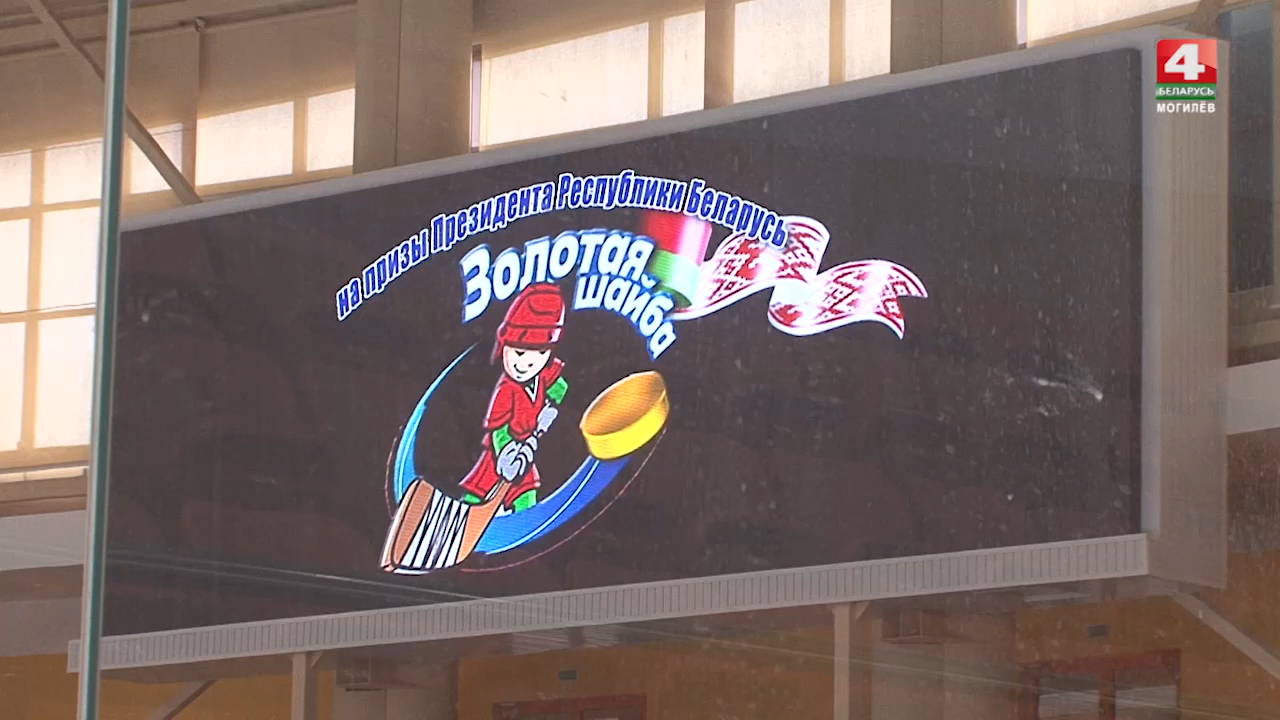 4
БЕЛАРУСЬ
МОГИЛЁВ
на призы Президента Республики Беларусь
Золотая
шайба